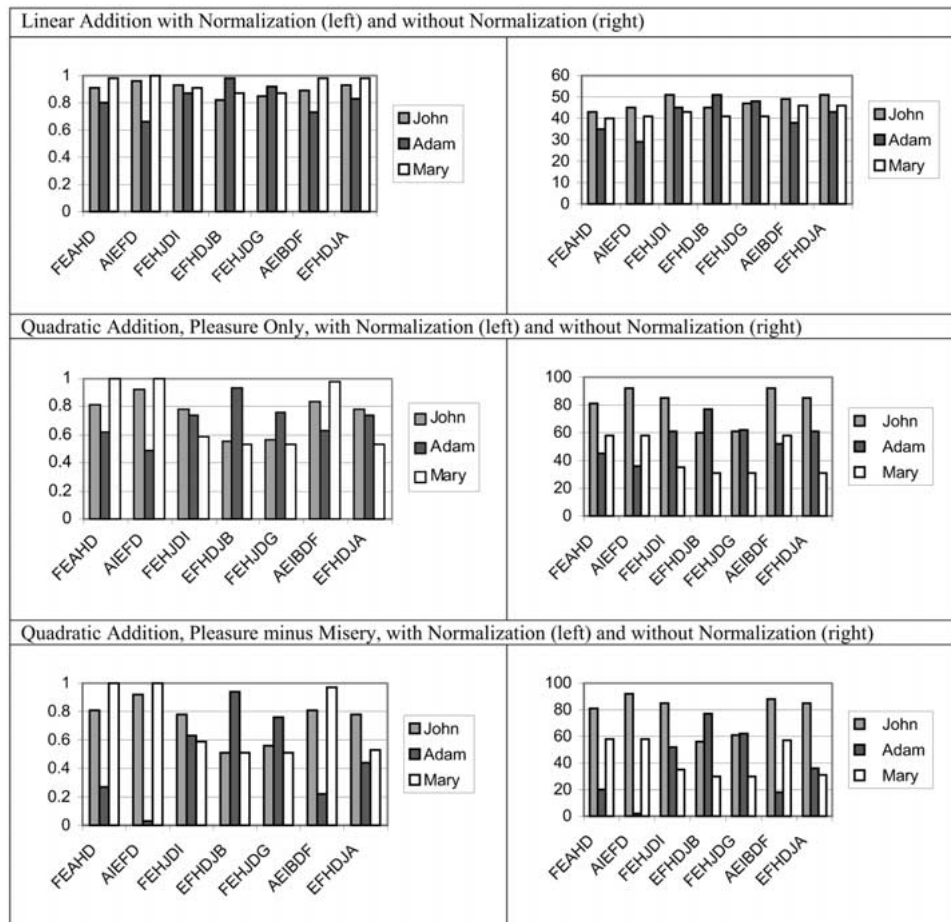 Linear Addition with Normalization (left) and without Normalization (right)
1
0.8
0.6
0.4
0.2
0
FEAHD
AIEFD
FEHJDI
EFHDJB
FEHJDG
AEIBDF
EFHDJA
John
Adam
Mary
60
50
40
30
20
10
0
FEAHD
AIEFD
FEHJDI
EFHDJB
FEHJDG
AEIBDF
EFHDJA
John
Adam
Mary
Quadratic Addition, Pleasure Only, with Normalization (left) and without Normalization (right)
1
0.8
0.6
0.4
0.2
0
FEAHD
AIEFD
FEHJDI
EFHDJB
FEHJDG
AEIBDF
EFHDJA
John
Adam
Mary
100
80
60
40
20
0
FEAHD
AIEFD
FEHJDI
EFHDJB
FEHJDG
AEIBDF
EFHDJA
John
Adam
Mary
Quadratic Addition, Pleasure minus Misery, with Normalization (left) and without Normalization (right)
1
0.8
0.6
0.4
0.2
0
FEAHD
AIEFD
FEHJDI
EFHDJB
FEHJDG
AEIBDF
EFHDJA
John
Adam
Mary
100
80
60
40
20
0
FEAHD
AIEFD
FEHJDI
EFHDJB
FEHJDG
AEIBDF
EFHDJA
John
Adam
Mary